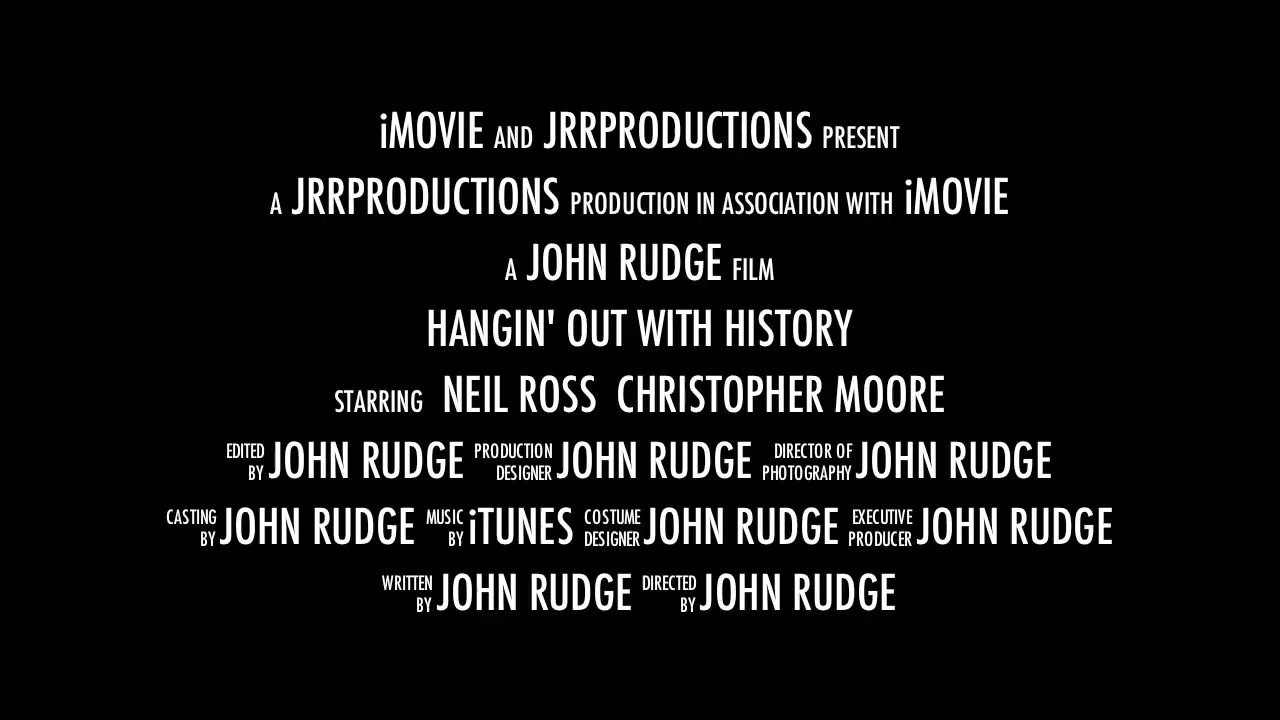 iMOVIE AND JRRPRODUCTIONS PRESENT
A JRRPRODUCTIONS PRODUCTION IN ASSOCIATION WITH iMOVIE
A JOHN RUDGE FILM
HANGIN' OUT WITH HISTORY
STARRING NEIL ROSS CHRISTOPHER MOORE
EDITED BY JOHN RUDGE PRODUCTION DESIGNER JOHN RUDGE DIRECTOR OF PHOTOGRAPHY JOHN RUDGE
CASTING BY JOHN RUDGE MUSIC BY iTUNES COSTUME DESIGNER JOHN RUDGE EXECUTIVE PRODUCER JOHN RUDGE
WRITTEN BY JOHN RUDGE DIRECTED BY JOHN RUDGE